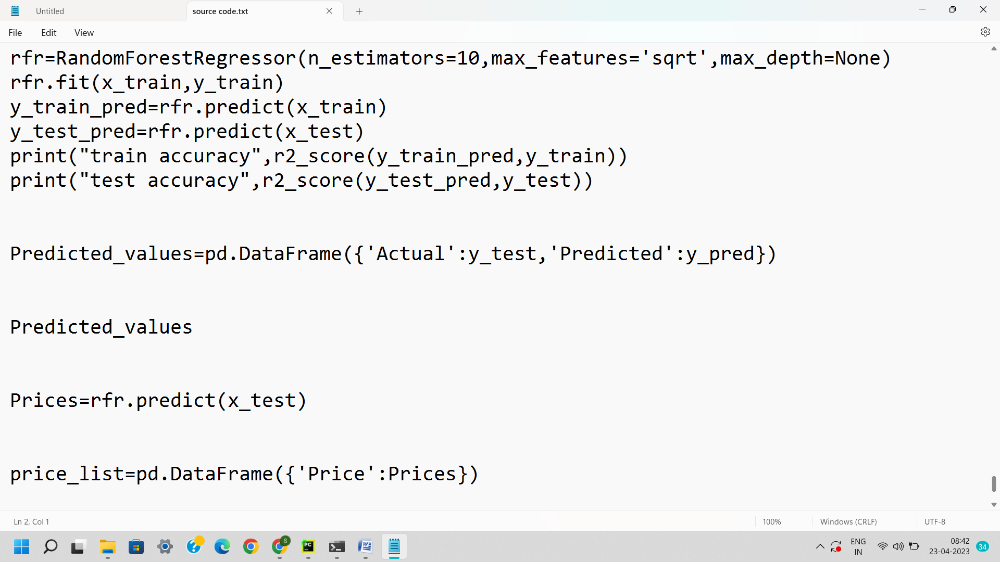 Untitled
source code.txt
File Edit View
rfr=RandomForestRegressor(n_estimators=10,max_features='sqrt',max_depth=None)
rfr.fit(x_train,y_train)
y_train_pred=rfr.predict(x_train)
y_test_pred=rfr.predict(x_test)
print("train accuracy",r2_score(y_train_pred,y_train))
print("test accuracy",r2_score(y_test_pred,y_test))
Predicted_values=pd.DataFrame({'Actual':y_test,'Predicted':y_pred})
Predicted_values
Prices=rfr.predict(x_test)
price_list=pd.DataFrame({'Price':Prices})
Ln 2, Col 1
100%
Windows (CRLF)
UTF-8
S
PC
W
ENG
IN
08:42
23-04-2023
34